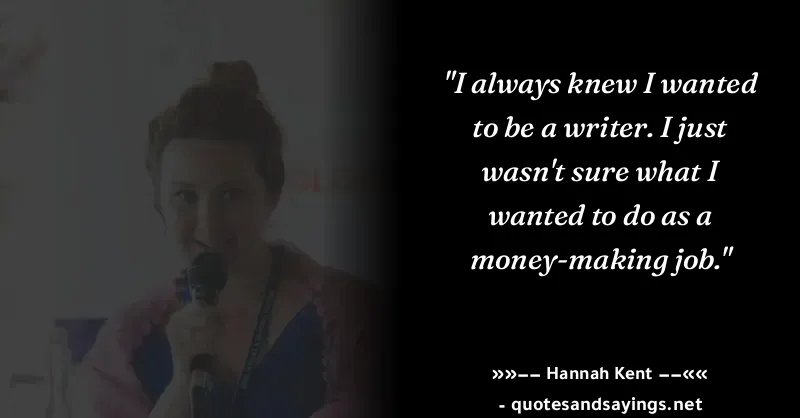 "I always knew I wanted
to be a writer. I just
wasn't sure what I
wanted to do as a
money-making job."
»»−− Hannah Kent −−««
- quotesandsayings.net